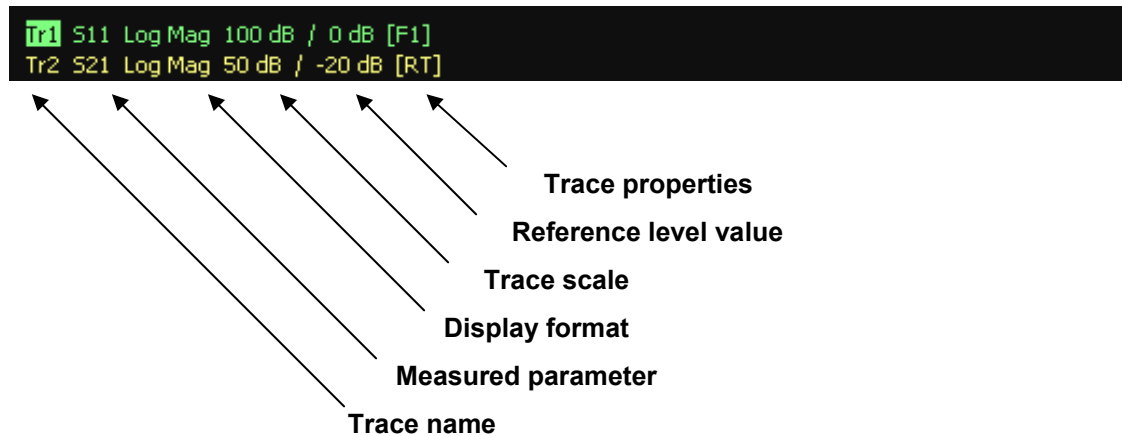 Tr1 S11 Log Mag 100 dB / 0 dB [F1]
Tr2 S21 Log Mag 50 dB / -20 dB [RT]
Trace properties
Reference level value
Trace scale
Display format
Measured parameter
Trace name